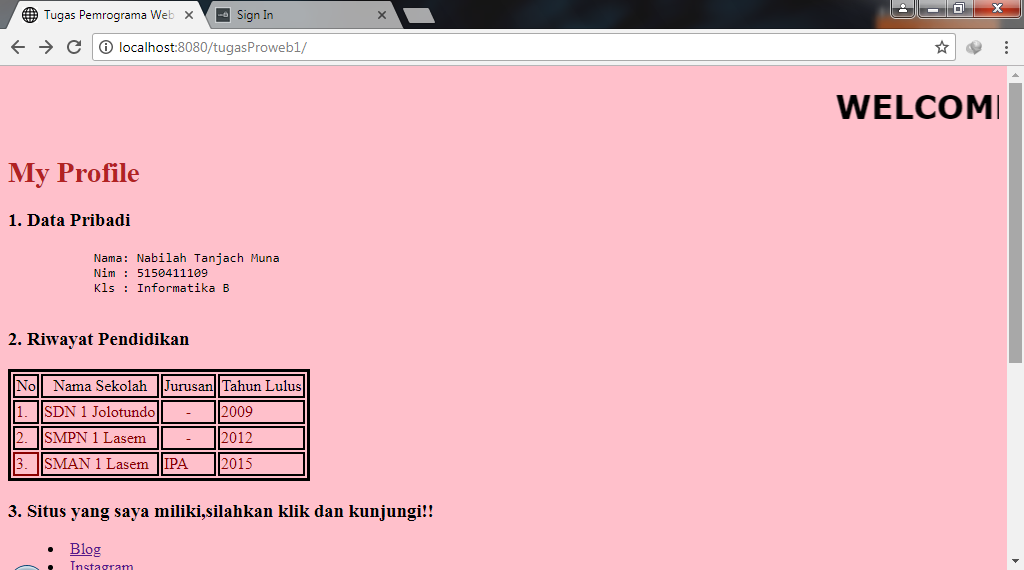 Tugas Pemrograma Web
Sign In
localhost:8080/tugasProweb1/
WELCOM
My Profile
1. Data Pribadi
Nama: Nabilah Tanjach Muna
Nim : 5150411109
Kls : Informatika B
2. Riwayat Pendidikan
No Nama Sekolah Jurusan Tahun Lulus
1. SDN 1 Jolotundo - 2009
2. SMPN 1 Lasem - 2012
3. SMAN 1 Lasem IPA 2015
3. Situs yang saya miliki,silahkan klik dan kunjungi!!
• Blog
• Instagram